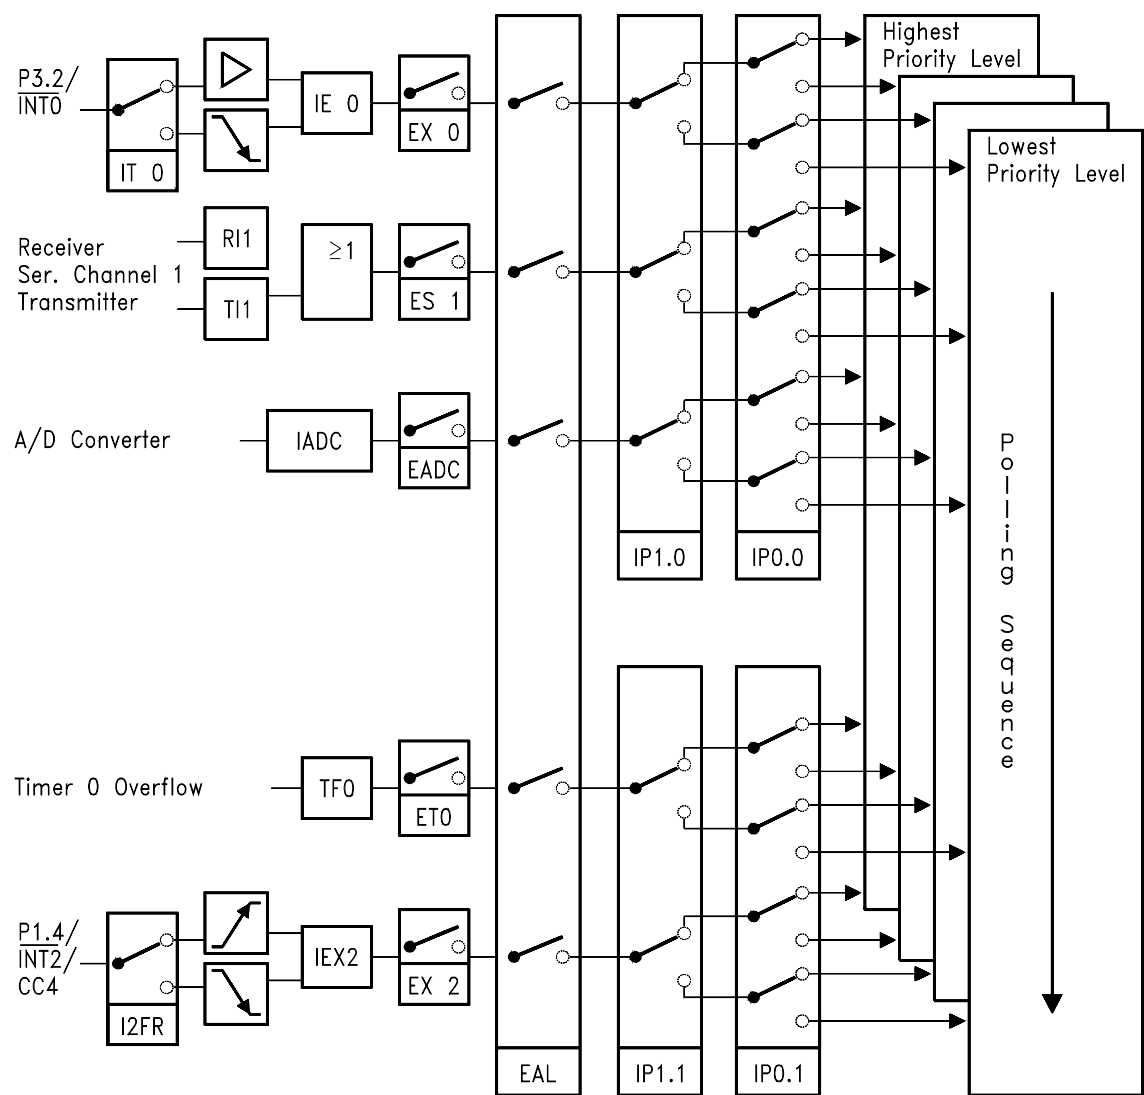 Highest
Priority Level
Lowest
Priority Level
P3.2/
INT0
IT 0
IE 0
EX 0
Receiver
Ser. Channel 1
Transmitter
RI1
TI1
≥1
ES 1
A/D Converter
IADC
EADC
IP1.0
IP0.0
Polling Sequence
Timer 0 Overflow
TF0
ET0
P1.4/
INT2/
CC4
I2FR
IEX2
EX 2
EAL
IP1.1
IP0.1